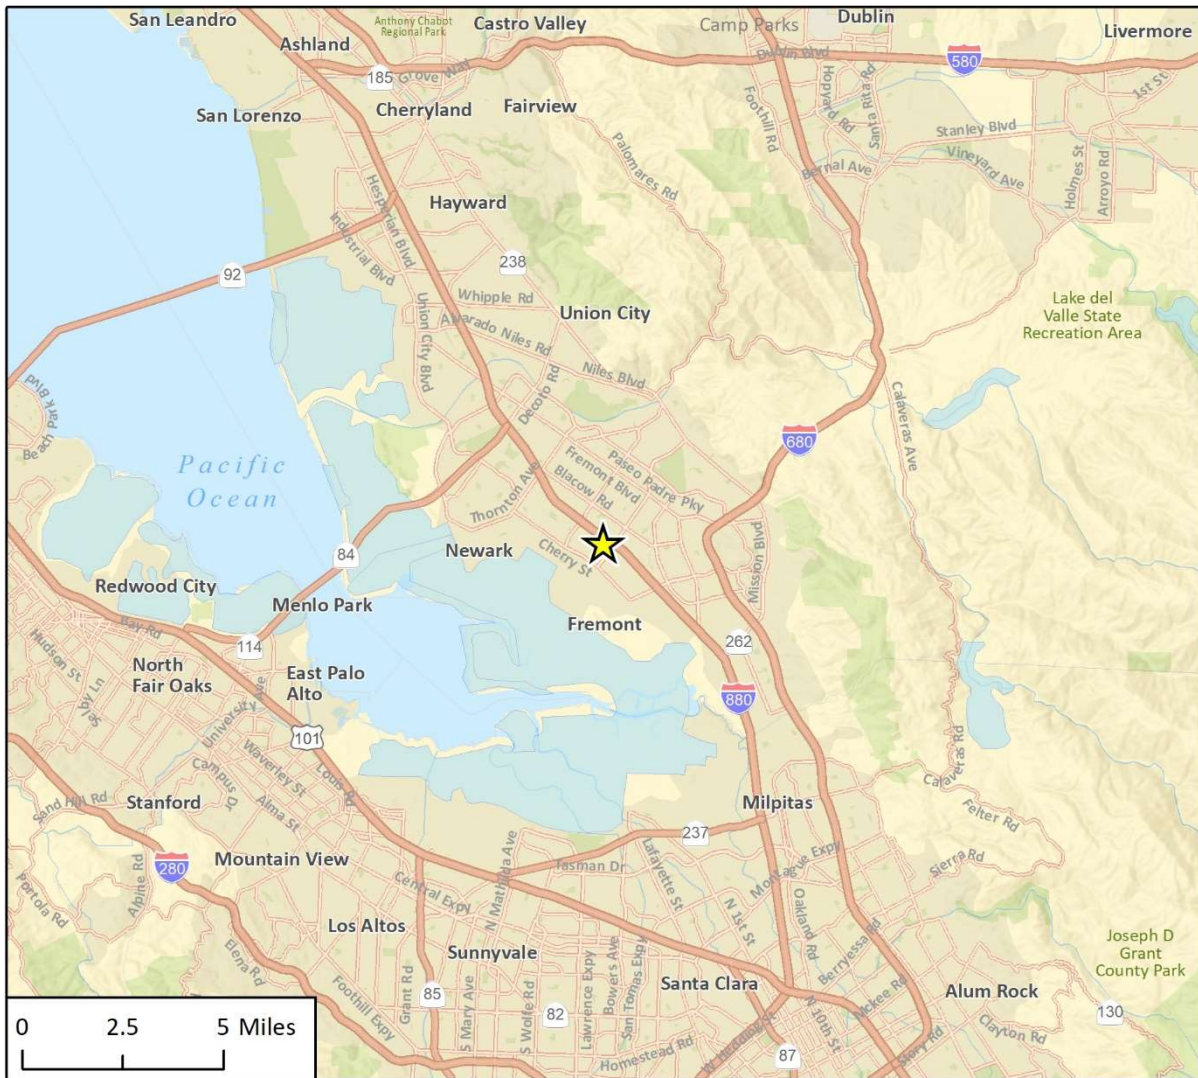 San Leandro
Anthony Chabot
Regional Park
Castro Valley
Camp Parks
Dublin
Livermore
Ashland
Dublin Blvd
580
185
Grove Way
1st St
San Lorenzo
Cherryland
Fairview
Foothill Rd
Hopyard Rd
Santa Rita Rd
Stanley Blvd
Palomares Rd
Bernal Ave
Vineyard Ave
Holmes St
Arroyo Rd
Hesperian Blvd
Hayward
Industrial Blvd
238
92
Whipple Rd
Union City
Lake del
Valle State
Recreation Area
Union City Blvd
Alvarado Niles Rd
Niles Blvd
Decoto Rd
Beach Park Blvd
Calaveras Ave
680
Pacific
Ocean
Paseo Padre Pky
Fremont Blvd
Blacow Rd
Thornton Ave
84
Newark
Cherry St
Mission Blvd
Redwood City
Menlo Park
Fremont
Bay Rd
114
262
Hudson St
North
Fair Oaks
East Palo
Alto
Selby Ln
University Ave
880
101
Waverley St
Louis Rd
Campus Dr
Alma St
Calaveras Rd
Sand Hill Rd
Stanford
Milpitas
Felter Rd
237
280
Mountain View
Alpine Rd
Portola Rd
Central Expy
N Mathilda Ave
Tasman Dr
Lafayette St
Montague Expy
Sierra Rd
N 1st St
Oakland Rd
Los Altos
Sunnyvale
Berryessa Rd
Joseph D
Grant
County Park
Elena Rd
Foothill Expy
Grant Rd
85
S Mary Ave
S Wolfe Rd
82
Lawrence Expy
Bowers Ave
San Tomas Expy
Santa Clara
Mckee Rd
Alum Rock
N 10th St
130
Clayton Rd
Homestead Rd
W Hedding St
87
Story Rd
0 2.5 5 Miles